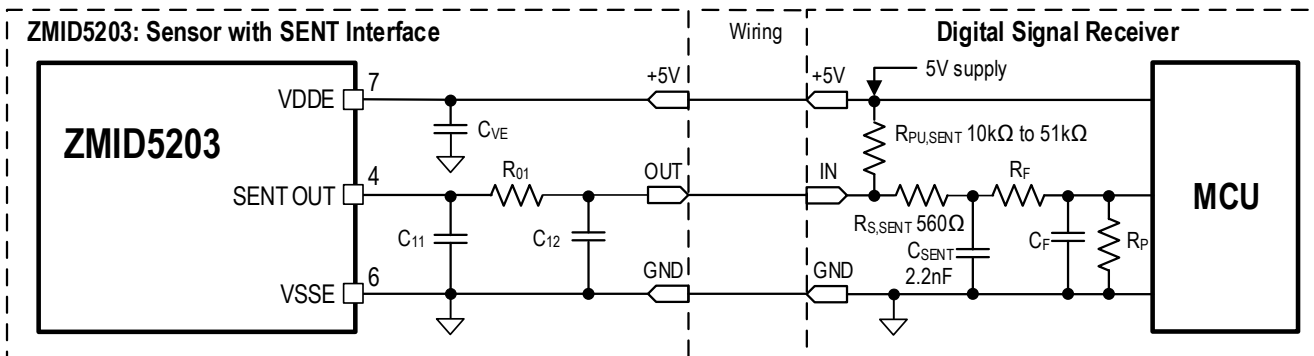 ZMID5203: Sensor with SENT Interface
Wiring
Digital Signal Receiver
7
VDDE
+5V
+5V
5V supply
CVE
ZMID5203
RPU,SENT 10kΩ to 51kΩ
4
SENT OUT
R01
OUT
IN
RF
MCU
RS,SENT 560Ω
C11
C12
CSENT
2.2nF
CF
RP
6
VSSE
GND
GND